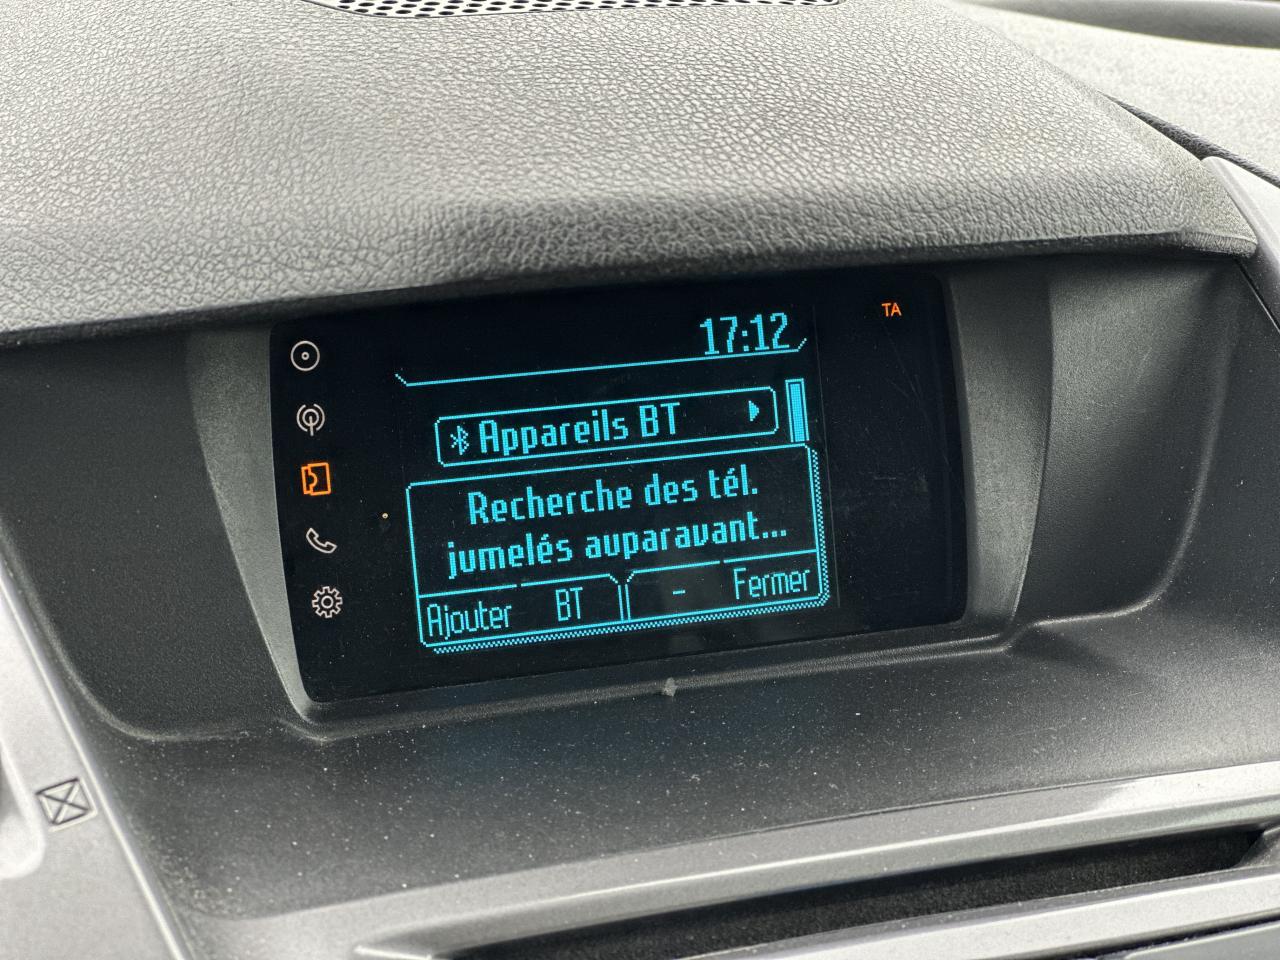 17:12
TA
Appareils BT
Recherche des tél.
jumelés auparavant...
Ajouter BT - Fermer